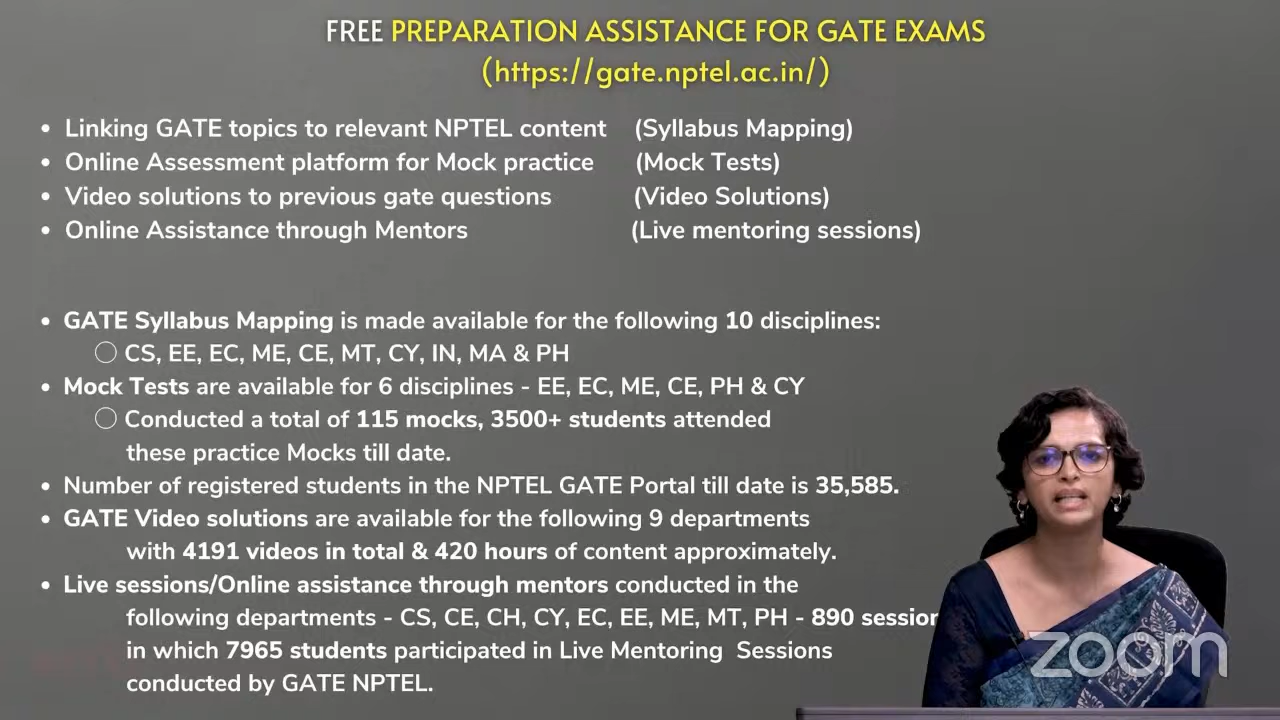 FREE PREPARATION ASSISTANCE FOR GATE EXAMS
(https://gate.nptel.ac.in/)
• Linking GATE topics to relevant NPTEL content (Syllabus Mapping)
• Online Assessment platform for Mock practice (Mock Tests)
• Video solutions to previous gate questions (Video Solutions)
• Online Assistance through Mentors (Live mentoring sessions)
• GATE Syllabus Mapping is made available for the following 10 disciplines:
○ CS, EE, EC, ME, CE, MT, CY, IN, MA & PH
• Mock Tests are available for 6 disciplines - EE, EC, ME, CE, PH & CY
○ Conducted a total of 115 mocks, 3500+ students attended
these practice Mocks till date.
• Number of registered students in the NPTEL GATE Portal till date is 35,585.
• GATE Video solutions are available for the following 9 departments
with 4191 videos in total & 420 hours of content approximately.
• Live sessions/Online assistance through mentors conducted in the
following departments - CS, CE, CH, CY, EC, EE, ME, MT, PH - 890 session
in which 7965 students participated in Live Mentoring Sessions
conducted by GATE NPTEL.
zoom